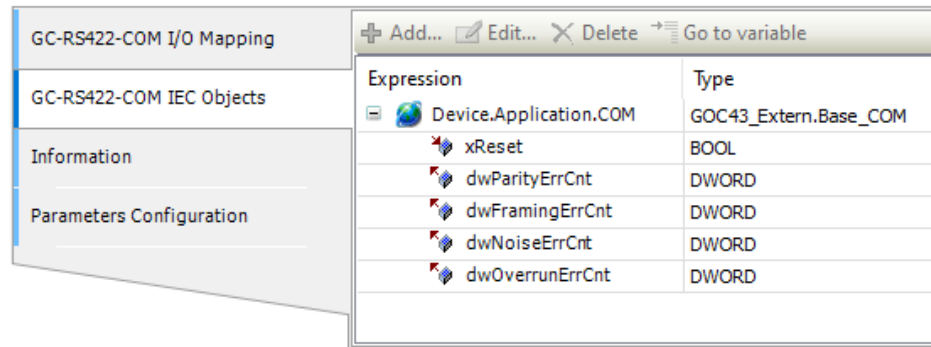 GC-RS422-COM I/O Mapping
GC-RS422-COM IEC Objects
Information
Parameters Configuration
Add... Edit... Delete Go to variable
Expression Type
Device.Application.COM GOC43_Extern.Base_COM
xReset BOOL
dwParityErrCnt DWORD
dwFramingErrCnt DWORD
dwNoiseErrCnt DWORD
dwOverrunErrCnt DWORD